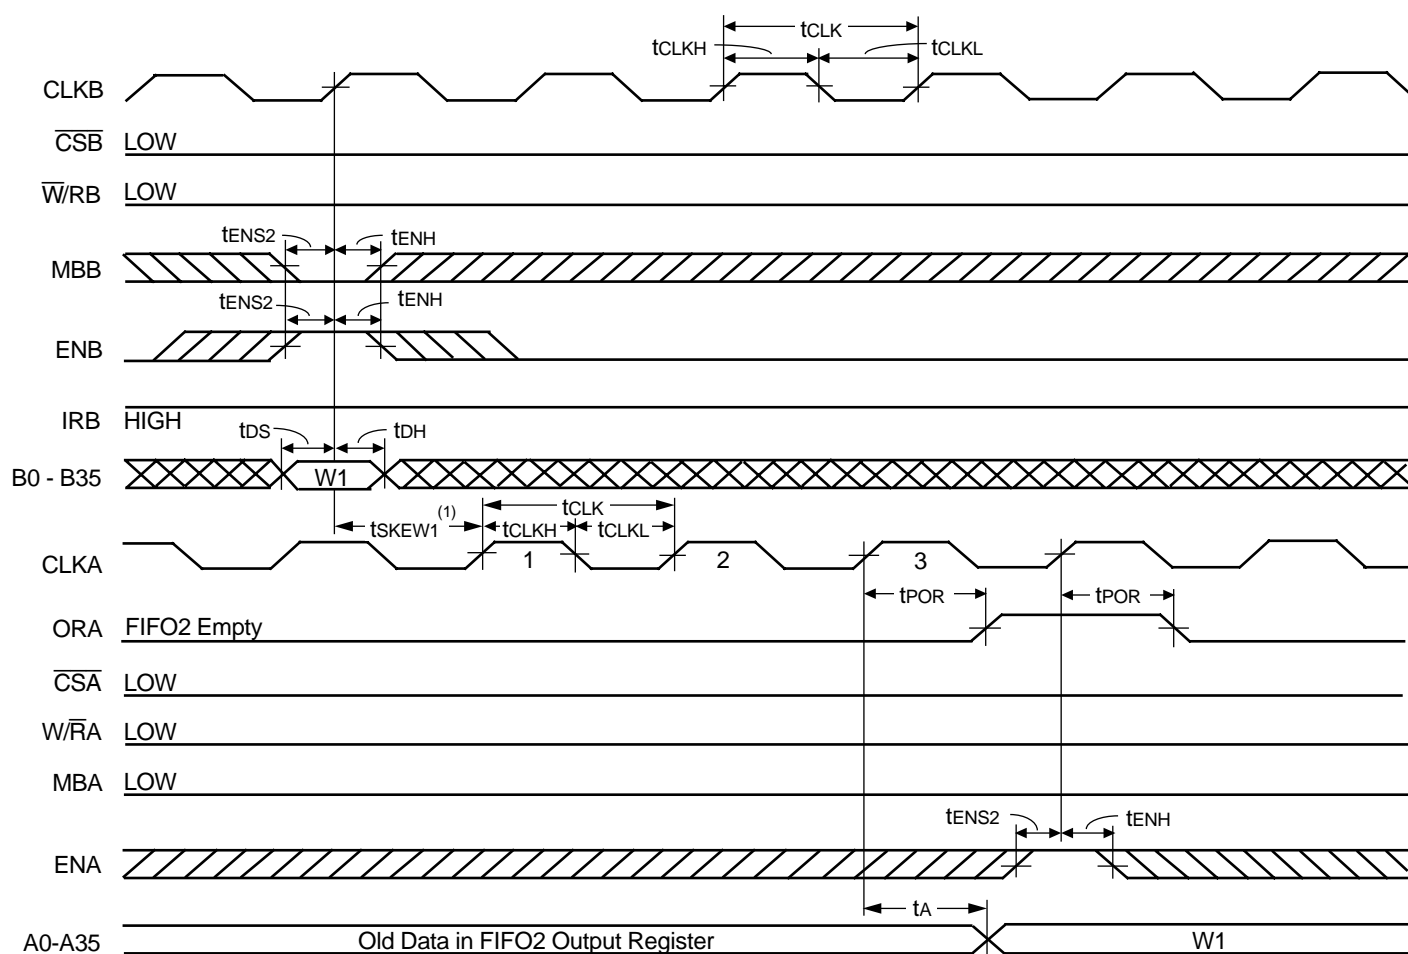 tCLK
tCLKH tCLKL
CLKB
CSB LOW
W/RB LOW
tENS2 tENH
MBB
tENS2 tENH
ENB
IRB HIGH
tDS tDH
B0 - B35 W1
tCLK
tSKEW1(1) tCLKH tCLKL
CLKA 1 2 3
tPOR tPOR
ORA FIFO2 Empty
CSA LOW
W/RA LOW
MBA LOW
tENS2 tENH
ENA
tA
A0-A35 Old Data in FIFO2 Output Register W1